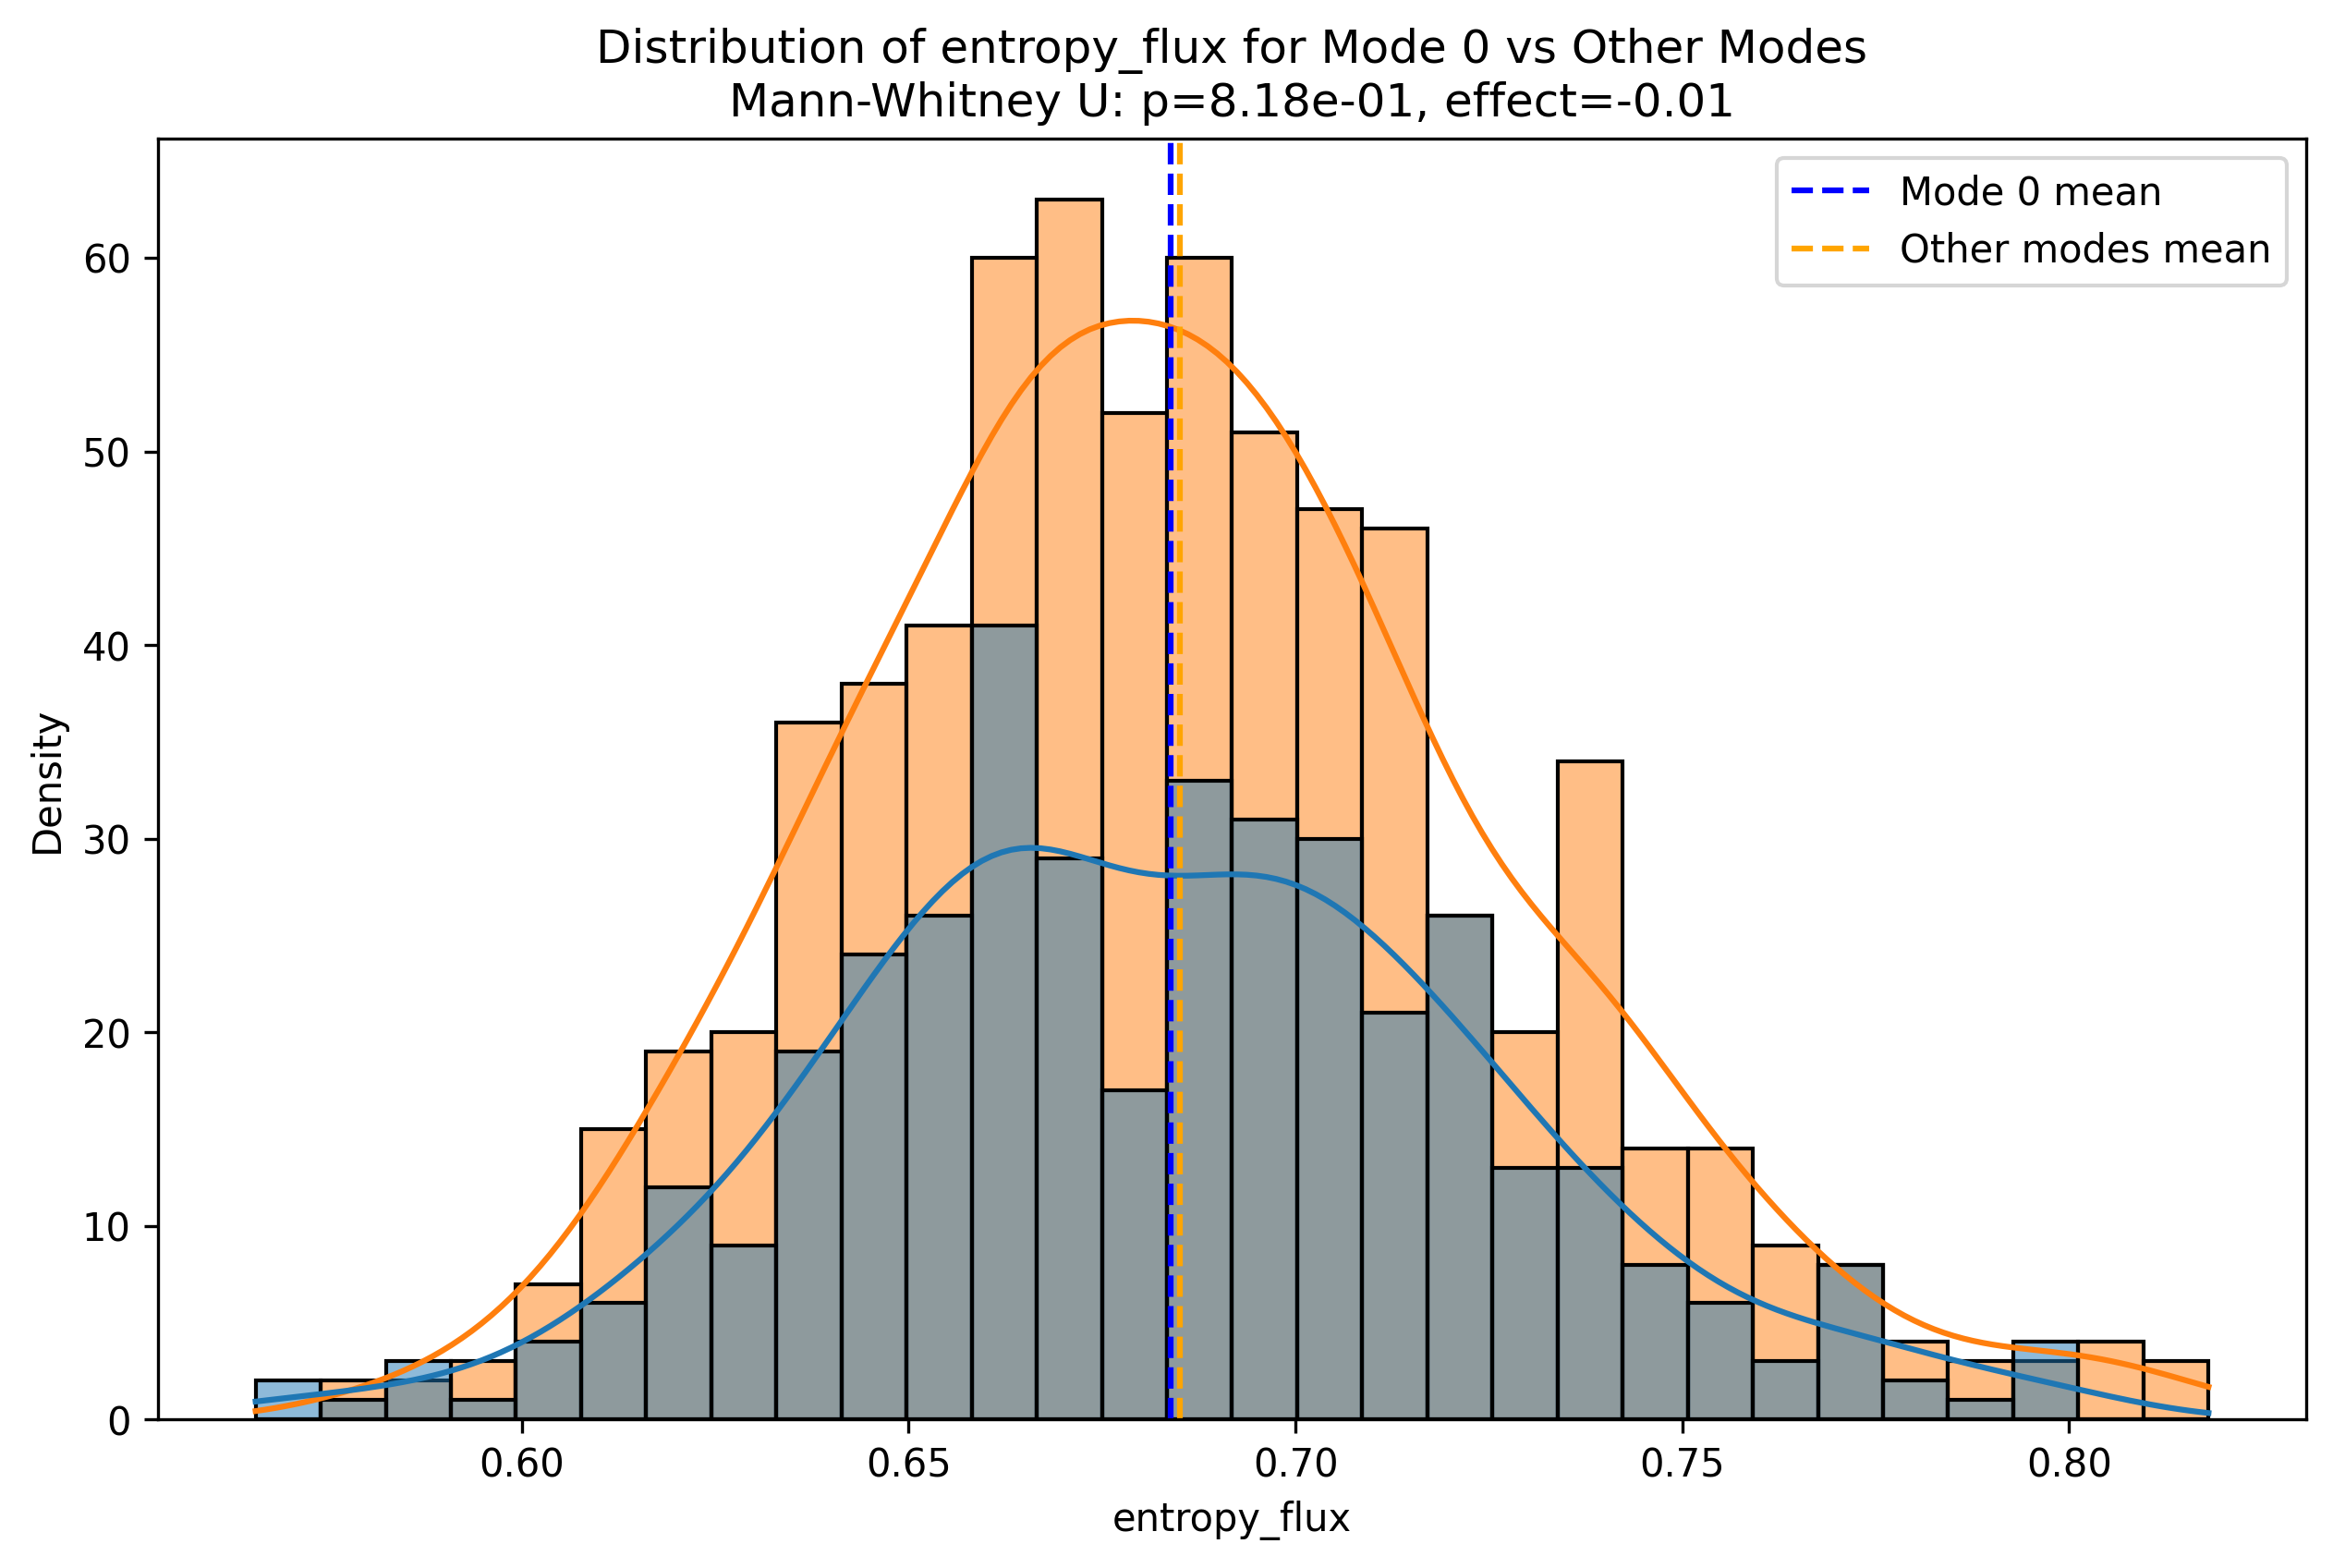 Distribution of entropy_flux for Mode 0 vs Other Modes
Mann-Whitney U: p=8.18e-01, effect=-0.01
Mode 0 mean
Other modes mean
Density
60
50
40
30
20
10
0
0.60
0.65
0.70
0.75
0.80
entropy_flux